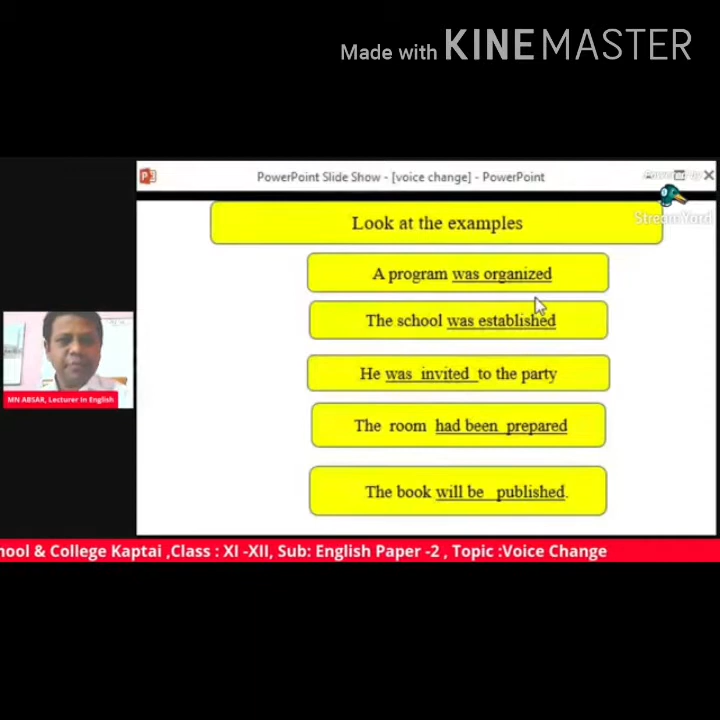 Made with KINEMASTER
PowerPoint Slide Show - [voice change] - PowerPoint
StreamYard
Look at the examples
A program was organized
The school was established
He was invited to the party
The room had been prepared
The book will be published.
MN ABSAR, Lecturer in English
hool & College Kaptai ,Class : XI -XII, Sub: English Paper -2 , Topic :Voice Change